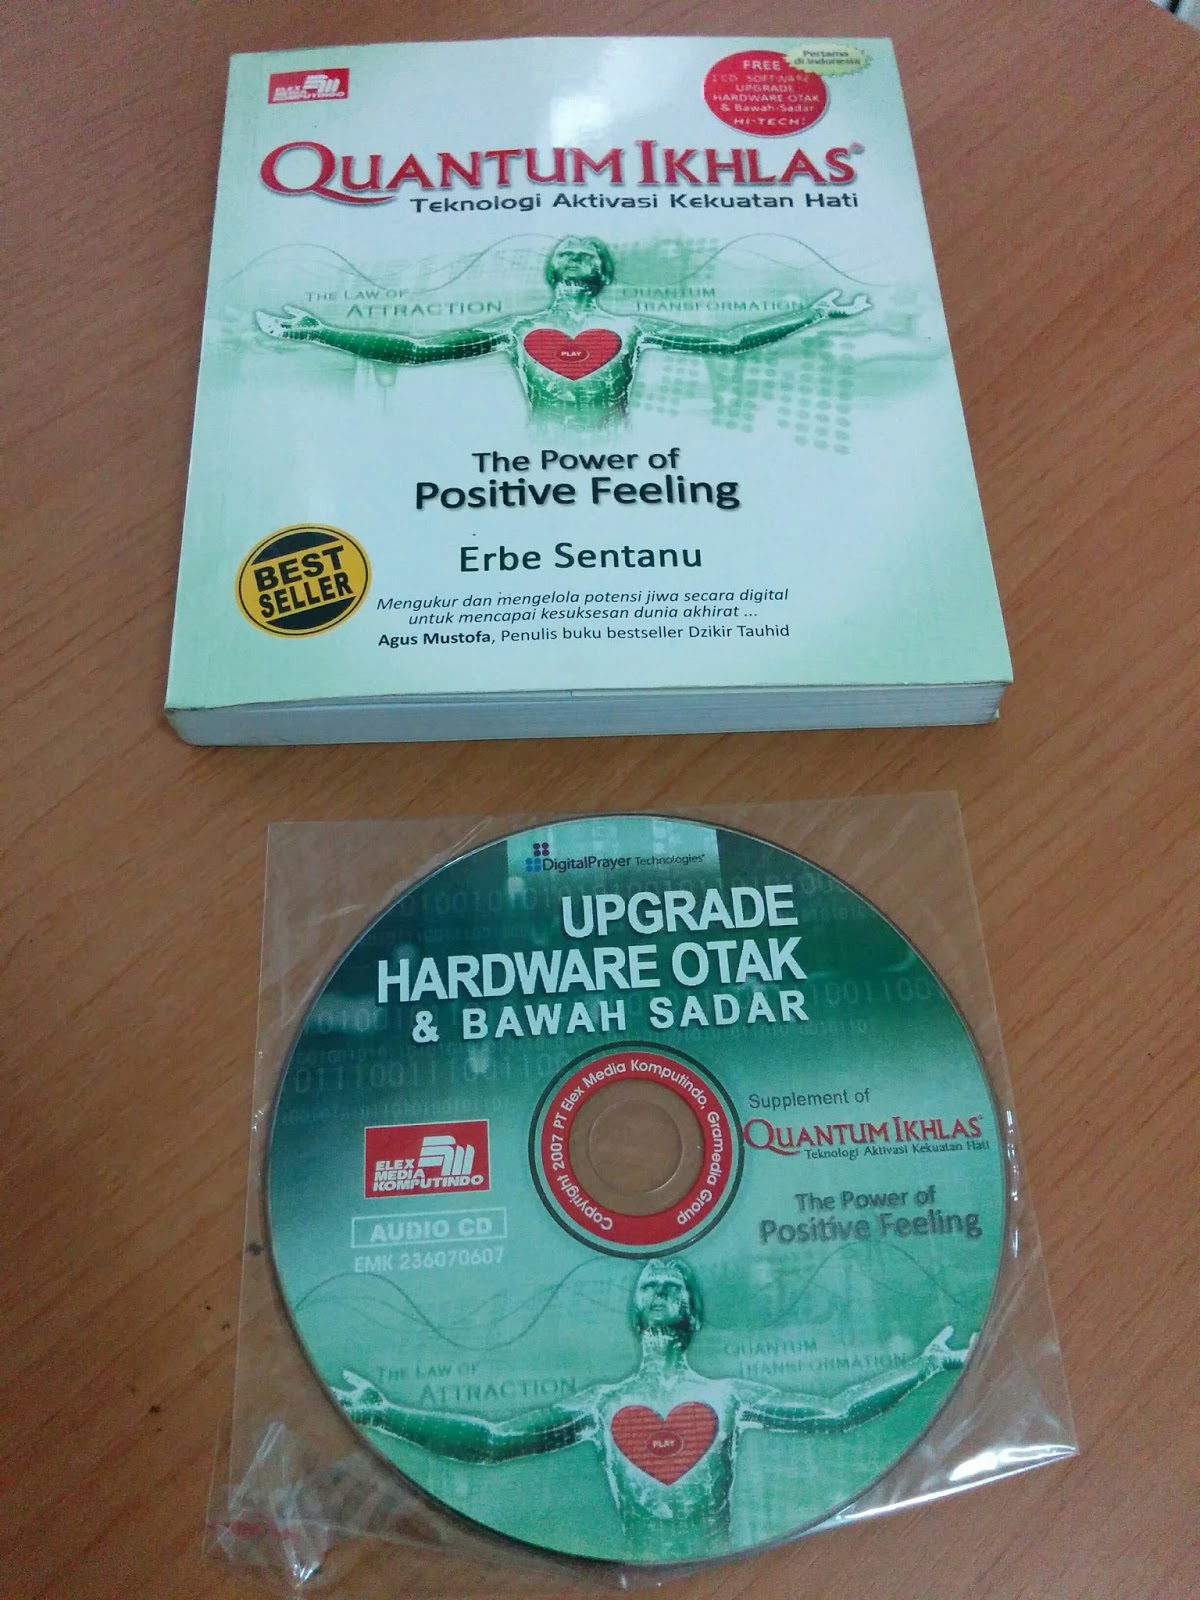 ELEX
MEDIA
KOMPUTINDO
Pertama
di Indonesia
FREE
1 CD SOFTWARE
UPGRADE
HARDWARE OTAK
& Bawah-Sadar
HI-TECH!
QUANTUM IKHLAS®
Teknologi Aktivasi Kekuatan Hati
THE LAW OF
ATTRACTION
QUANTUM
TRANSFORMATION
PLAY
The Power of
Positive Feeling
Erbe Sentanu
BEST
SELLER
Mengukur dan mengelola potensi jiwa secara digital
untuk mencapai kesuksesan dunia akhirat ...
Agus Mustofa, Penulis buku bestseller Dzikir Tauhid
DigitalPrayer Technologies
UPGRADE
HARDWARE OTAK
& BAWAH SADAR
Copyright 2007 PT Elex Media Komputindo, Gramedia Group
Supplement of
QUANTUM IKHLAS®
Teknologi Aktivasi Kekuatan Hati
The Power of
Positive Feeling
ELEX
MEDIA
KOMPUTINDO
AUDIO CD
EMK 236070607
THE LAW OF
ATTRACTION
QUANTUM
TRANSFORMATION
PLAY